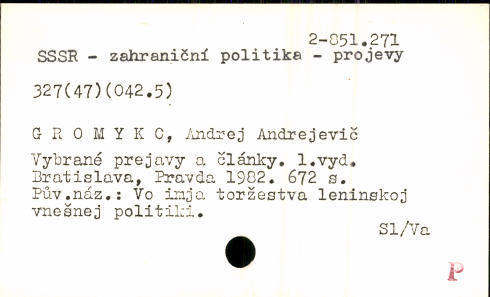 2-851.271
SSSR - zahraniční politika - projevy
327(47)(042.5)
G R O M Y K O, Andrej Andrejevič
Vybrané prejavy a články. 1.vyd.
Bratislava, Pravda 1982. 672 s.
Pův.náz.: Vo imja toržestva leninskoj
vnešnej politiki.
Sl/Va
P